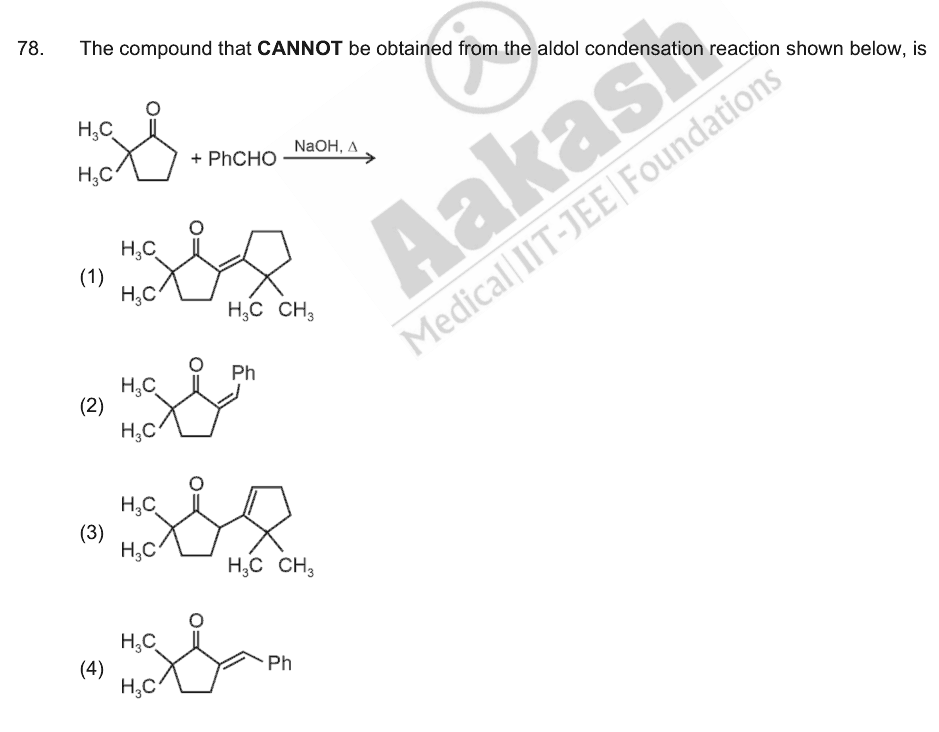 78. The compound that CANNOT be obtained from the aldol condensation reaction shown below, is
O
H₃C
H₃C
+ PhCHO
NaOH, Δ
(1)
O
H₃C
H₃C
H₃C CH₃
(2)
O
Ph
H₃C
H₃C
(3)
O
H₃C
H₃C
H₃C CH₃
(4)
O
H₃C
Ph
H₃C
Aakash
Medical|IIT-JEE|Foundations